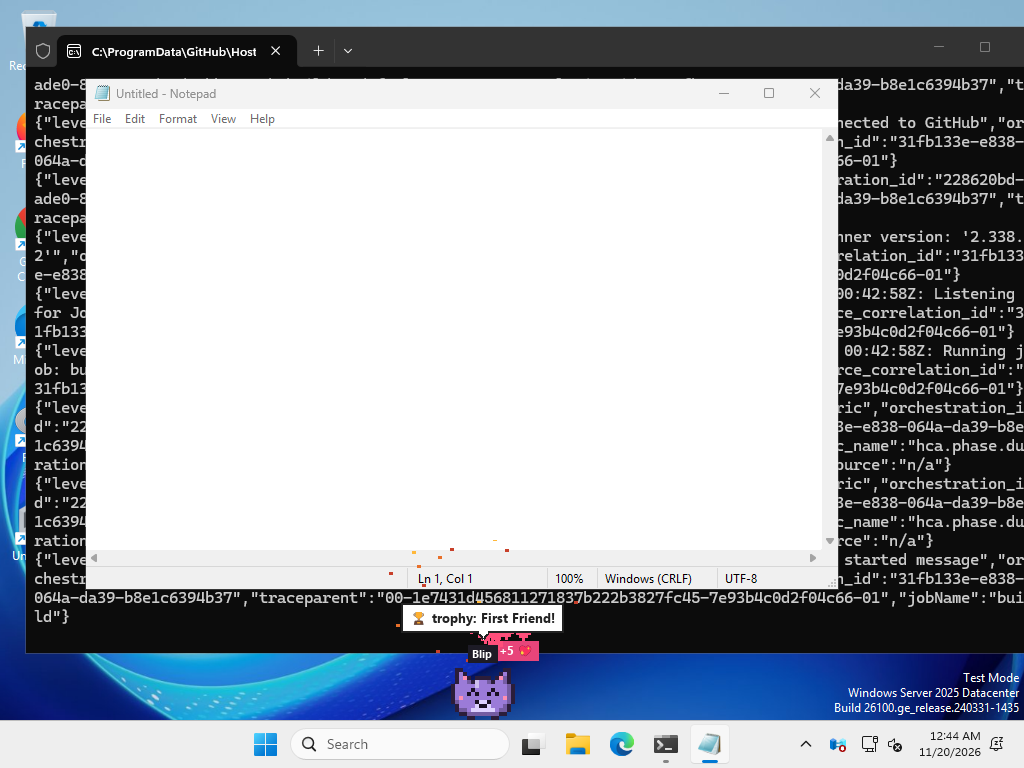 C:\ProgramData\GitHub\Host
Untitled - Notepad
File Edit Format View Help
ade0-8
da39-b8e1c6394b37","t
racepa
{"leve
nected to GitHub","or
chestr
n_id":"31fb133e-e838-
064a-d
66-01"}
{"leve
ration_id":"228620bd-
ade0-8
da39-b8e1c6394b37","t
racepa
{"leve
nner version: '2.338.
2'","o
relation_id":"31fb133
e-e838
0d2f04c66-01"}
{"leve
00:42:58Z: Listening
for Jo
ce_correlation_id":"3
1fb133
e93b4c0d2f04c66-01"}
{"leve
00:42:58Z: Running j
ob: bu
rce_correlation_id":"
31fb13
7e93b4c0d2f04c66-01"}
{"leve
ric","orchestration_i
d":"22
3e-e838-064a-da39-b8e
1c6394
c_name":"hca.phase.du
ration
ource":"n/a"}
{"leve
ric","orchestration_i
d":"22
3e-e838-064a-da39-b8e
1c6394
c_name":"hca.phase.du
ration
rce":"n/a"}
{"leve
started message","or
chestr
n_id":"31fb133e-e838-
064a-da39-b8e1c6394b37","traceparent":"00-1e7431d456811271837b222b3827fc45-7e93b4c0d2f04c66-01","jobName":"bui
ld"}
Ln 1, Col 1 100% Windows (CRLF) UTF-8
🏆 trophy: First Friend!
Blip +5
Test Mode
Windows Server 2025 Datacenter
Build 26100.ge_release.240331-1435
Search
12:44 AM
11/20/2026